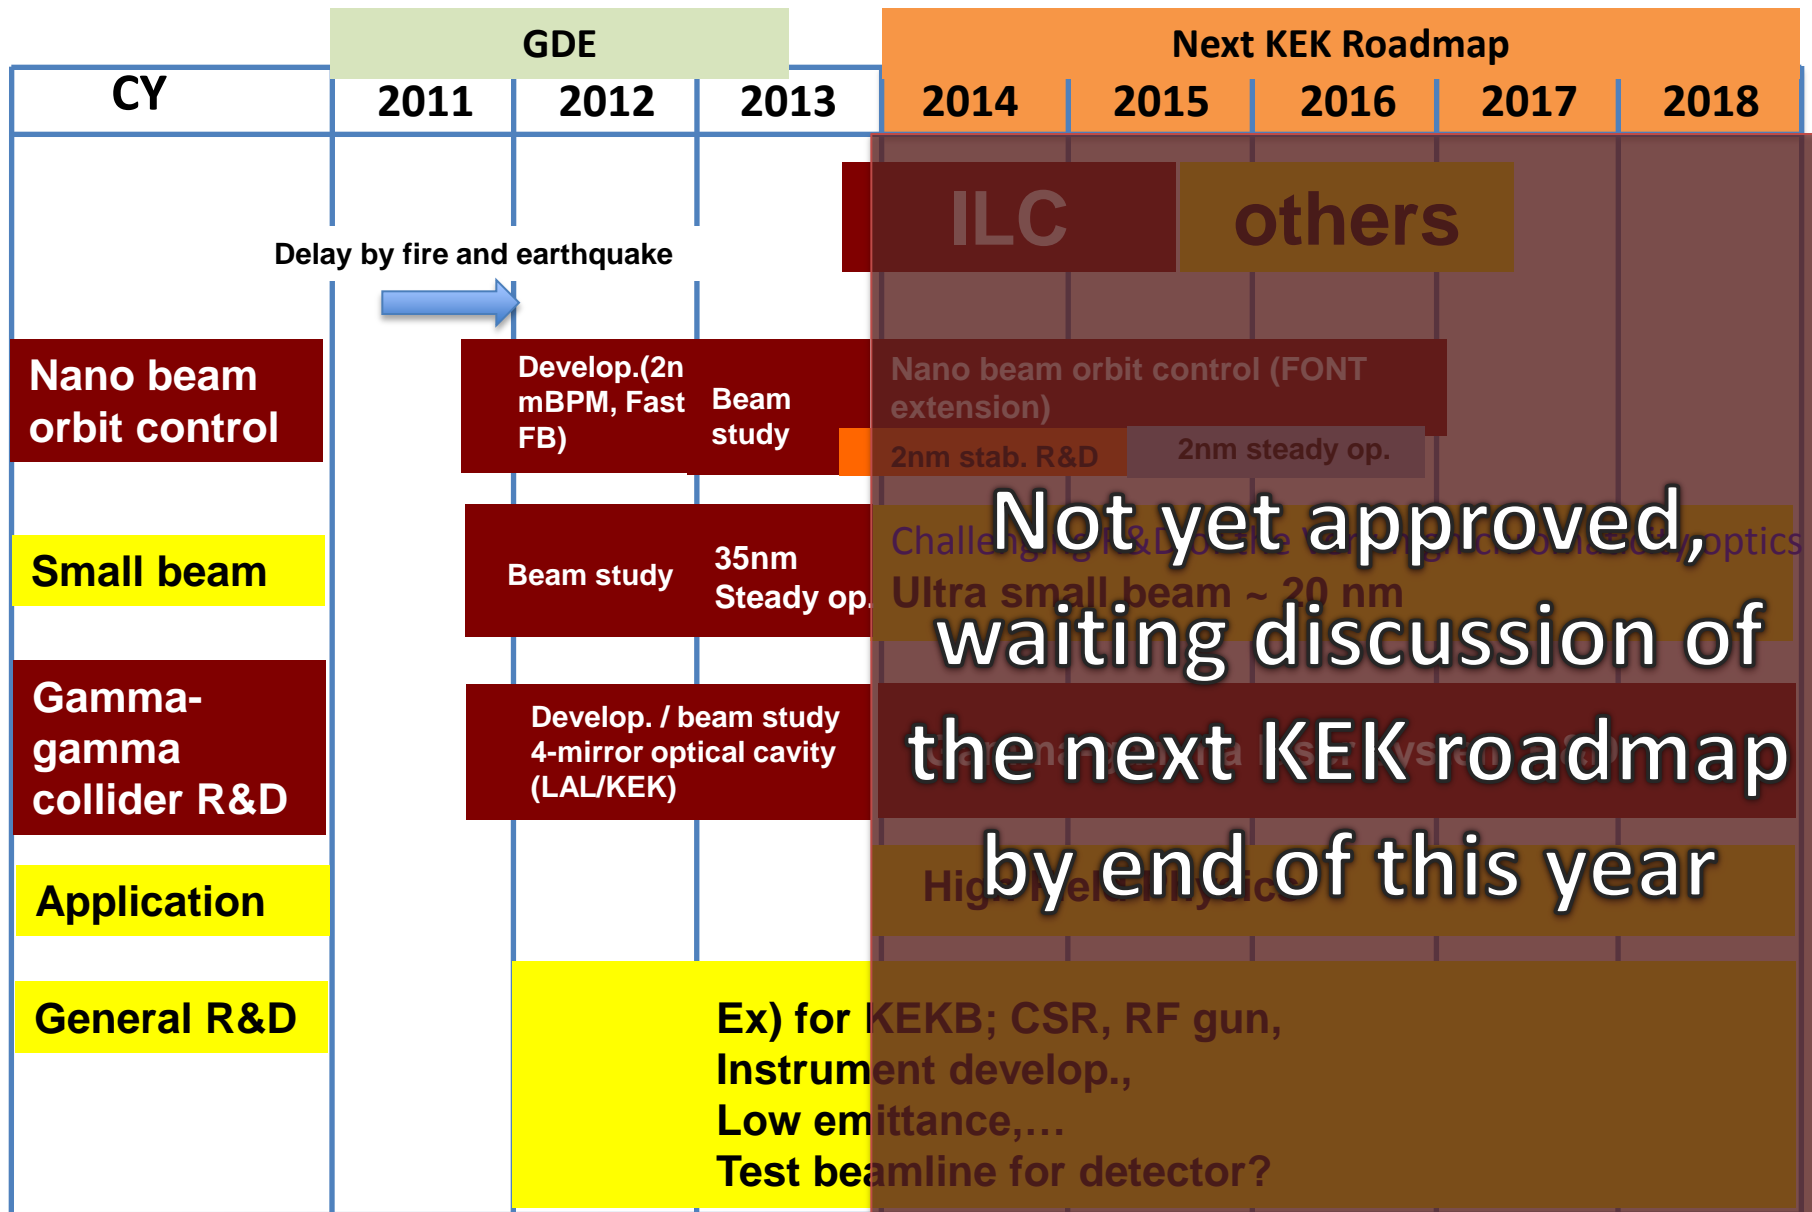 GDE
Next KEK Roadmap
CY 2011 2012 2013 2014 2015 2016 2017 2018
ILC others
Delay by fire and earthquake
Nano beam
orbit control
Develop.(2n
mBPM, Fast
FB)
Beam
study
Nano beam orbit control (FONT
extension)
2nm stab. R&D
2nm steady op.
Small beam
Beam study
35nm
Steady op.
Ultra small beam ~ 20 nm
Gamma-
gamma
collider R&D
Develop. / beam study
4-mirror optical cavity
(LAL/KEK)
Application
General R&D
Ex) for KEKB; CSR, RF gun,
Instrument develop.,
Low emittance,…
Test beamline for detector?
Not yet approved,
waiting discussion of
the next KEK roadmap
by end of this year